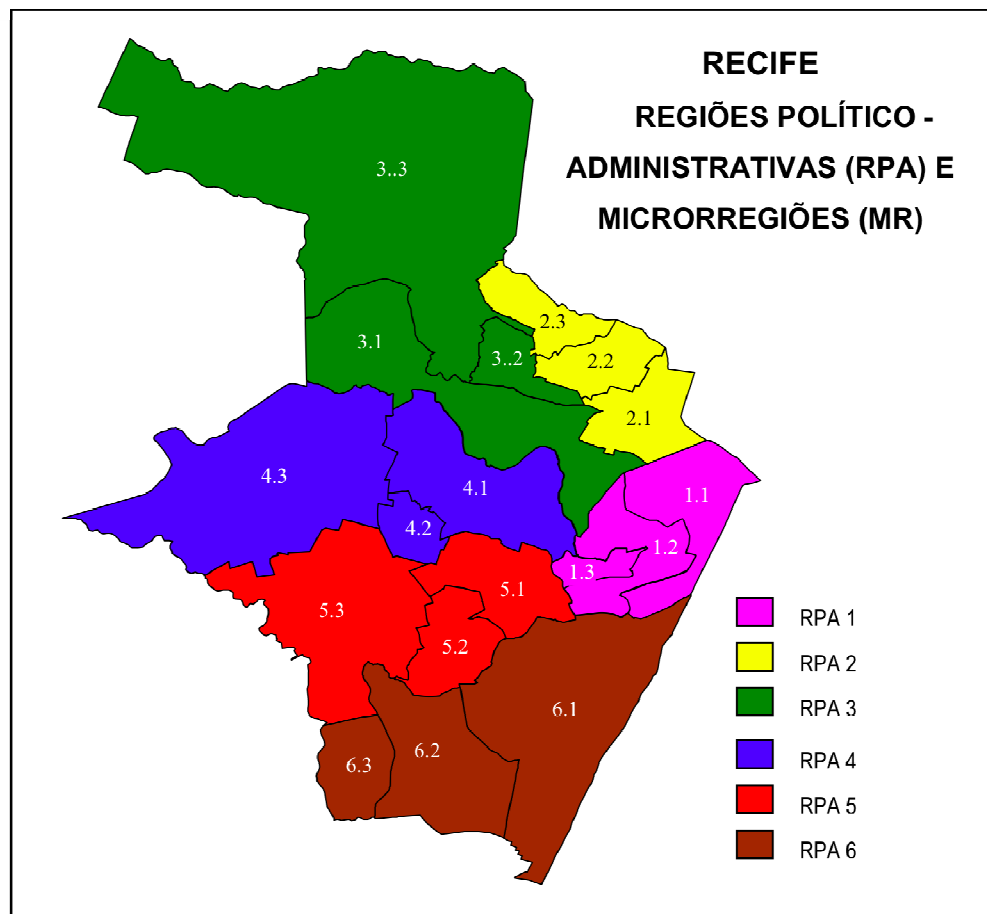 RECIFE
REGIÕES POLÍTICO -
ADMINISTRATIVAS (RPA) E
MICRORREGIÕES (MR)
3..3
2.3
3.1
3..2
2.2
2.1
4.3
4.1
1.1
4.2
1.2
1.3
5.1
5.3
5.2
6.1
6.2
6.3
RPA 1
RPA 2
RPA 3
RPA 4
RPA 5
RPA 6